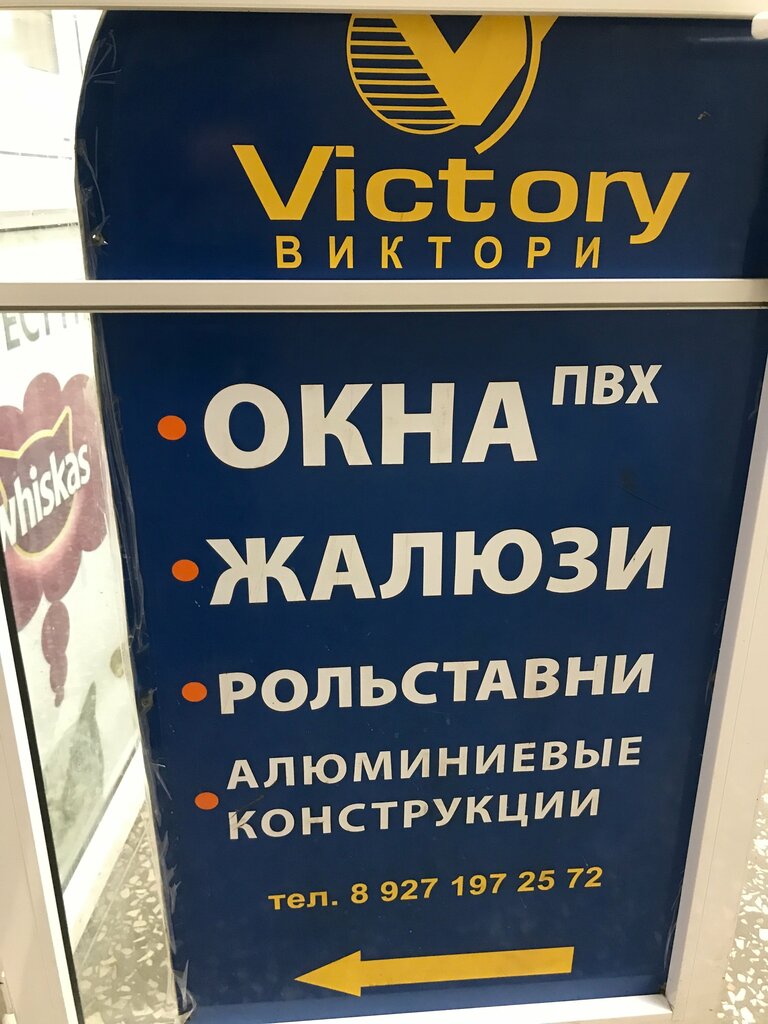 Victory
ВИКТОРИ
ОКНА ПВХ
ЖАЛЮЗИ
РОЛЬСТАВНИ
АЛЮМИНИЕВЫЕ
КОНСТРУКЦИИ
тел. 8 927 197 25 72
whiskas